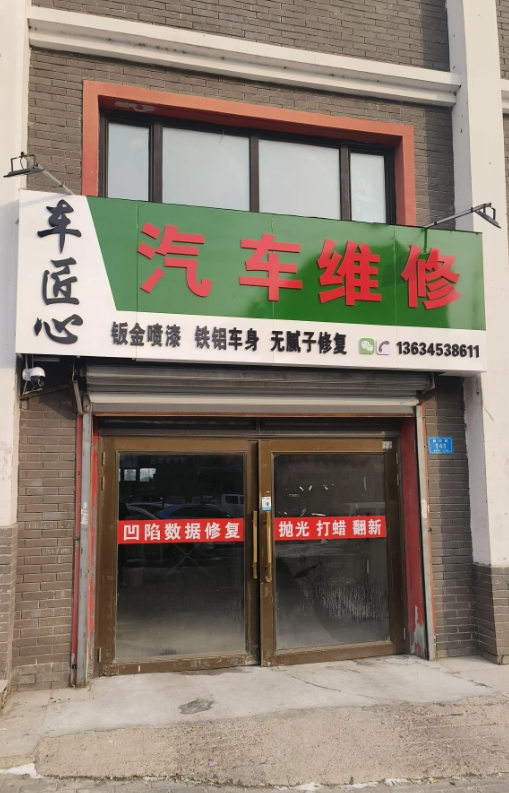 车匠心
汽车维修
钣金喷漆 铁铝车身 无腻子修复 13634538611
凹陷数据修复
抛光 打蜡 翻新